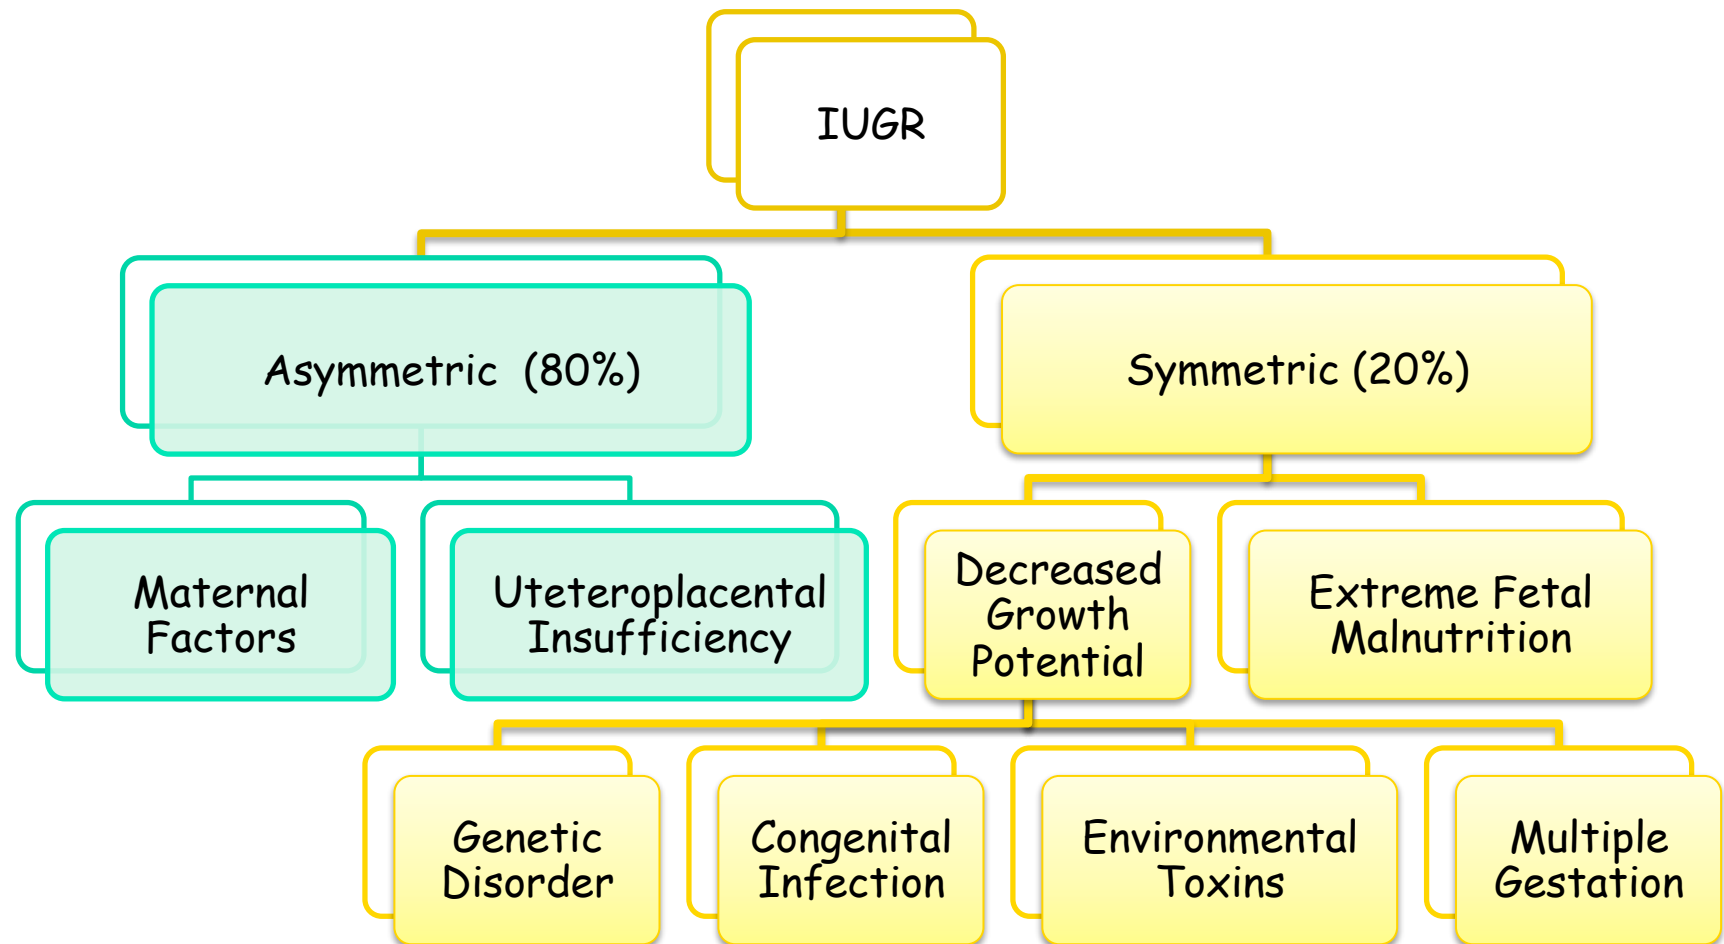 IUGR
Asymmetric (80%)
Symmetric (20%)
Maternal
Factors
Uteteroplacental
Insufficiency
Decreased
Growth
Potential
Extreme Fetal
Malnutrition
Genetic
Disorder
Congenital
Infection
Environmental
Toxins
Multiple
Gestation